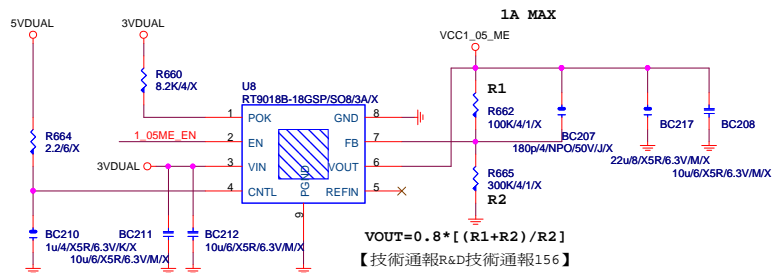 1A MAX
5VDUAL
3VDUAL
VCC1_05_ME
R660
8.2K/4/X
U8
RT9018B-18GSP/SO8/3A/X
R1
R662
100K/4/1/X
R664
2.2/6/X
1 POK
GND 8
1_05ME_EN
2 EN
FB 7
3VDUAL
3 VIN
VOUT 6
4 CNTL
REFIN 5
PGND
9
BC207
180p/4/NPO/50V/J/X
BC217
22u/8/X5R/6.3V/M/X
BC208
10u/6/X5R/6.3V/M/X
R665
300K/4/1/X
R2
BC210
1u/4/X5R/6.3V/K/X
BC211
10u/6/X5R/6.3V/M/X
BC212
10u/6/X5R/6.3V/M/X
VOUT=0.8*[(R1+R2)/R2]
【技術通報R&D技術通報156】